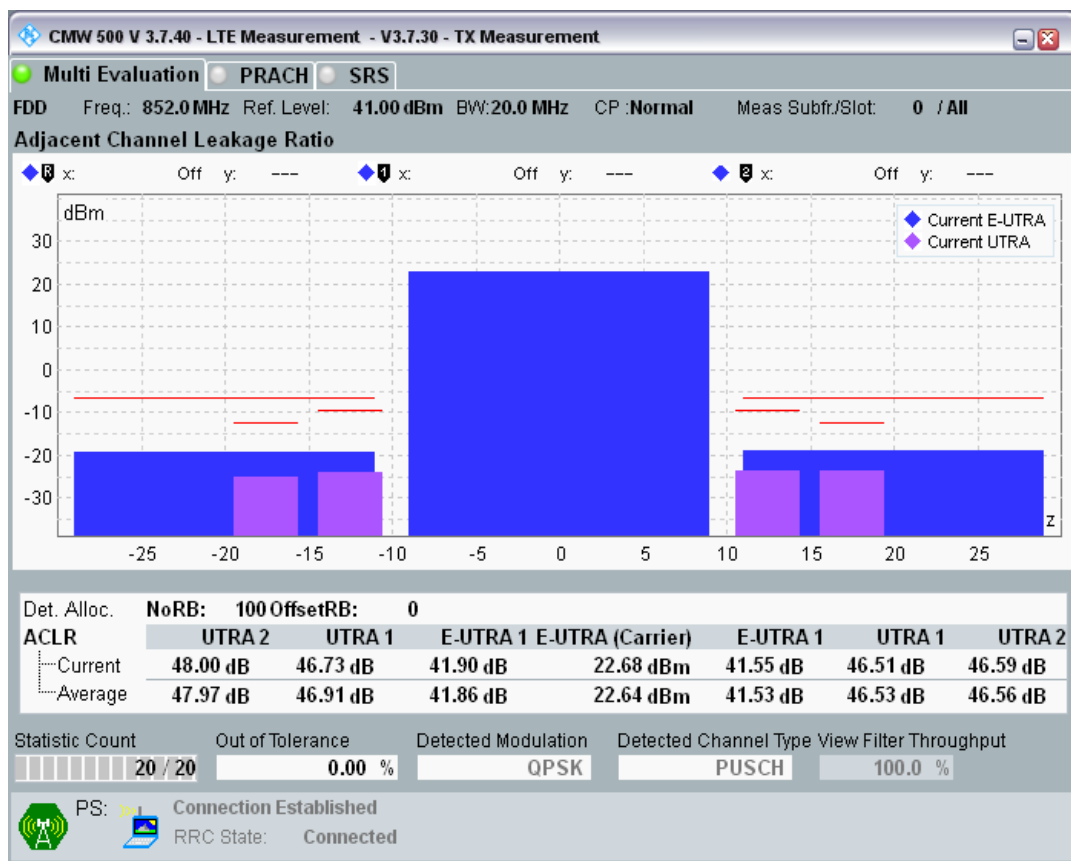 CMW 500 V 3.7.40 - LTE Measurement - V3.7.30 - TX Measurement
Multi Evaluation PRACH SRS
FDD Freq.: 852.0 MHz Ref. Level: 41.00 dBm BW:20.0 MHz CP :Normal Meas Subfr./Slot: 0 / All
Adjacent Channel Leakage Ratio
R x: Off y: --- 1 x: Off y: --- 2 x: Off y: ---
dBm
Current E-UTRA
Current UTRA
30
20
10
0
-10
-20
-30
z
-25 -20 -15 -10 -5 0 5 10 15 20 25
Det. Alloc. NoRB: 100 OffsetRB: 0
ACLR UTRA 2 UTRA 1 E-UTRA 1 E-UTRA (Carrier) E-UTRA 1 UTRA 1 UTRA 2
Current 48.00 dB 46.73 dB 41.90 dB 22.68 dBm 41.55 dB 46.51 dB 46.59 dB
Average 47.97 dB 46.91 dB 41.86 dB 22.64 dBm 41.53 dB 46.53 dB 46.56 dB
Statistic Count Out of Tolerance Detected Modulation Detected Channel Type View Filter Throughput
20 / 20 0.00 % QPSK PUSCH 100.0 %
PS: Connection Established
RRC State: Connected